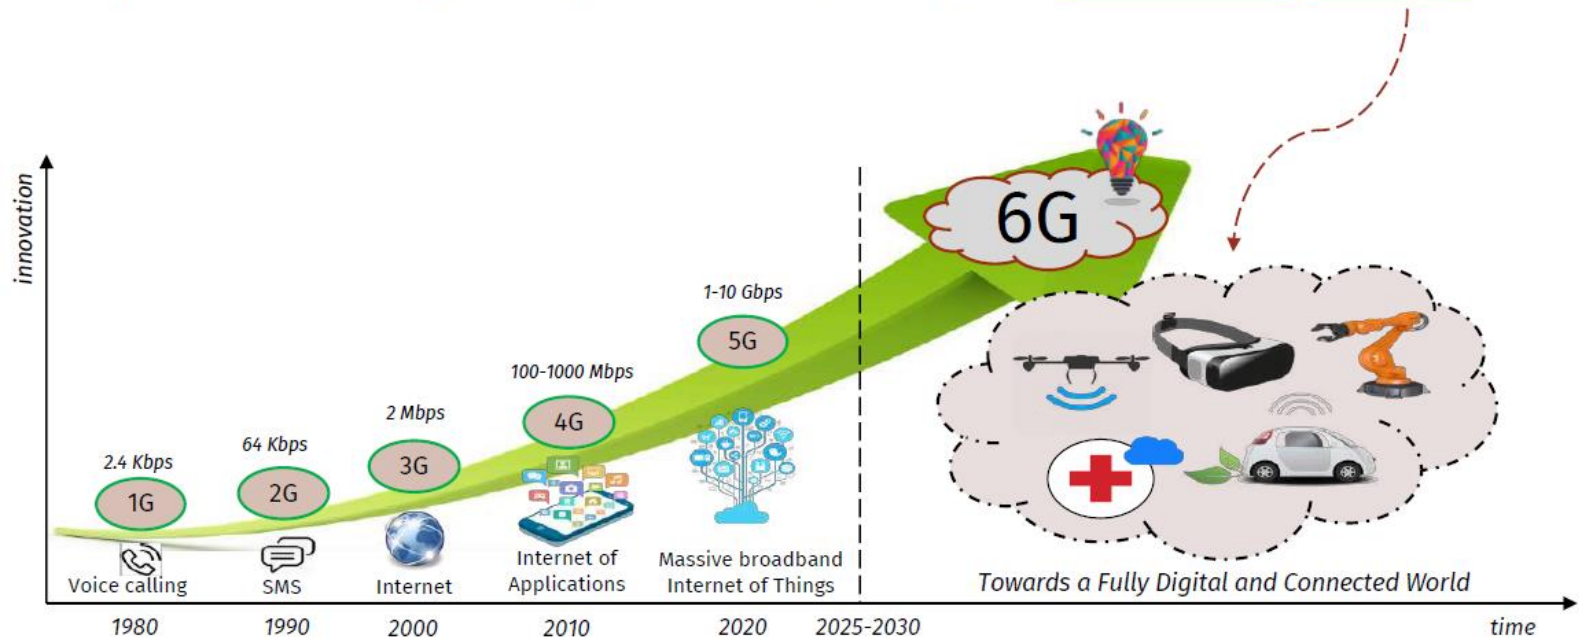 innovation
6G
1-10 Gbps
5G
100-1000 Mbps
4G
2 Mbps
3G
64 Kbps
2G
2.4 Kbps
1G
Voice calling
SMS
Internet
Internet of
Applications
Massive broadband
Internet of Things
Towards a Fully Digital and Connected World
1980
1990
2000
2010
2020
2025-2030
time